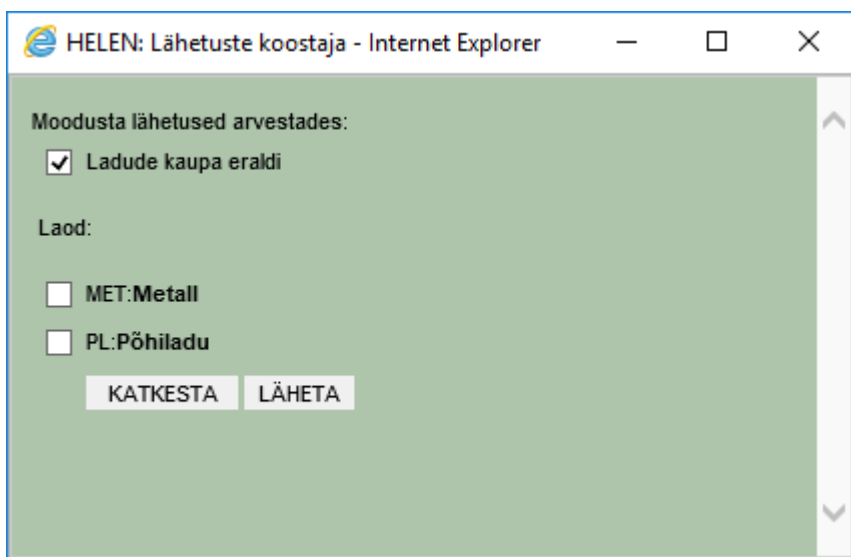 HELEN: Lähetuste koostaja - Internet Explorer
Moodusta lähetused arvestades:
Ladude kaupa eraldi
Laod:
MET:Metall
PL:Põhiladu
KATKESTA LÄHETA